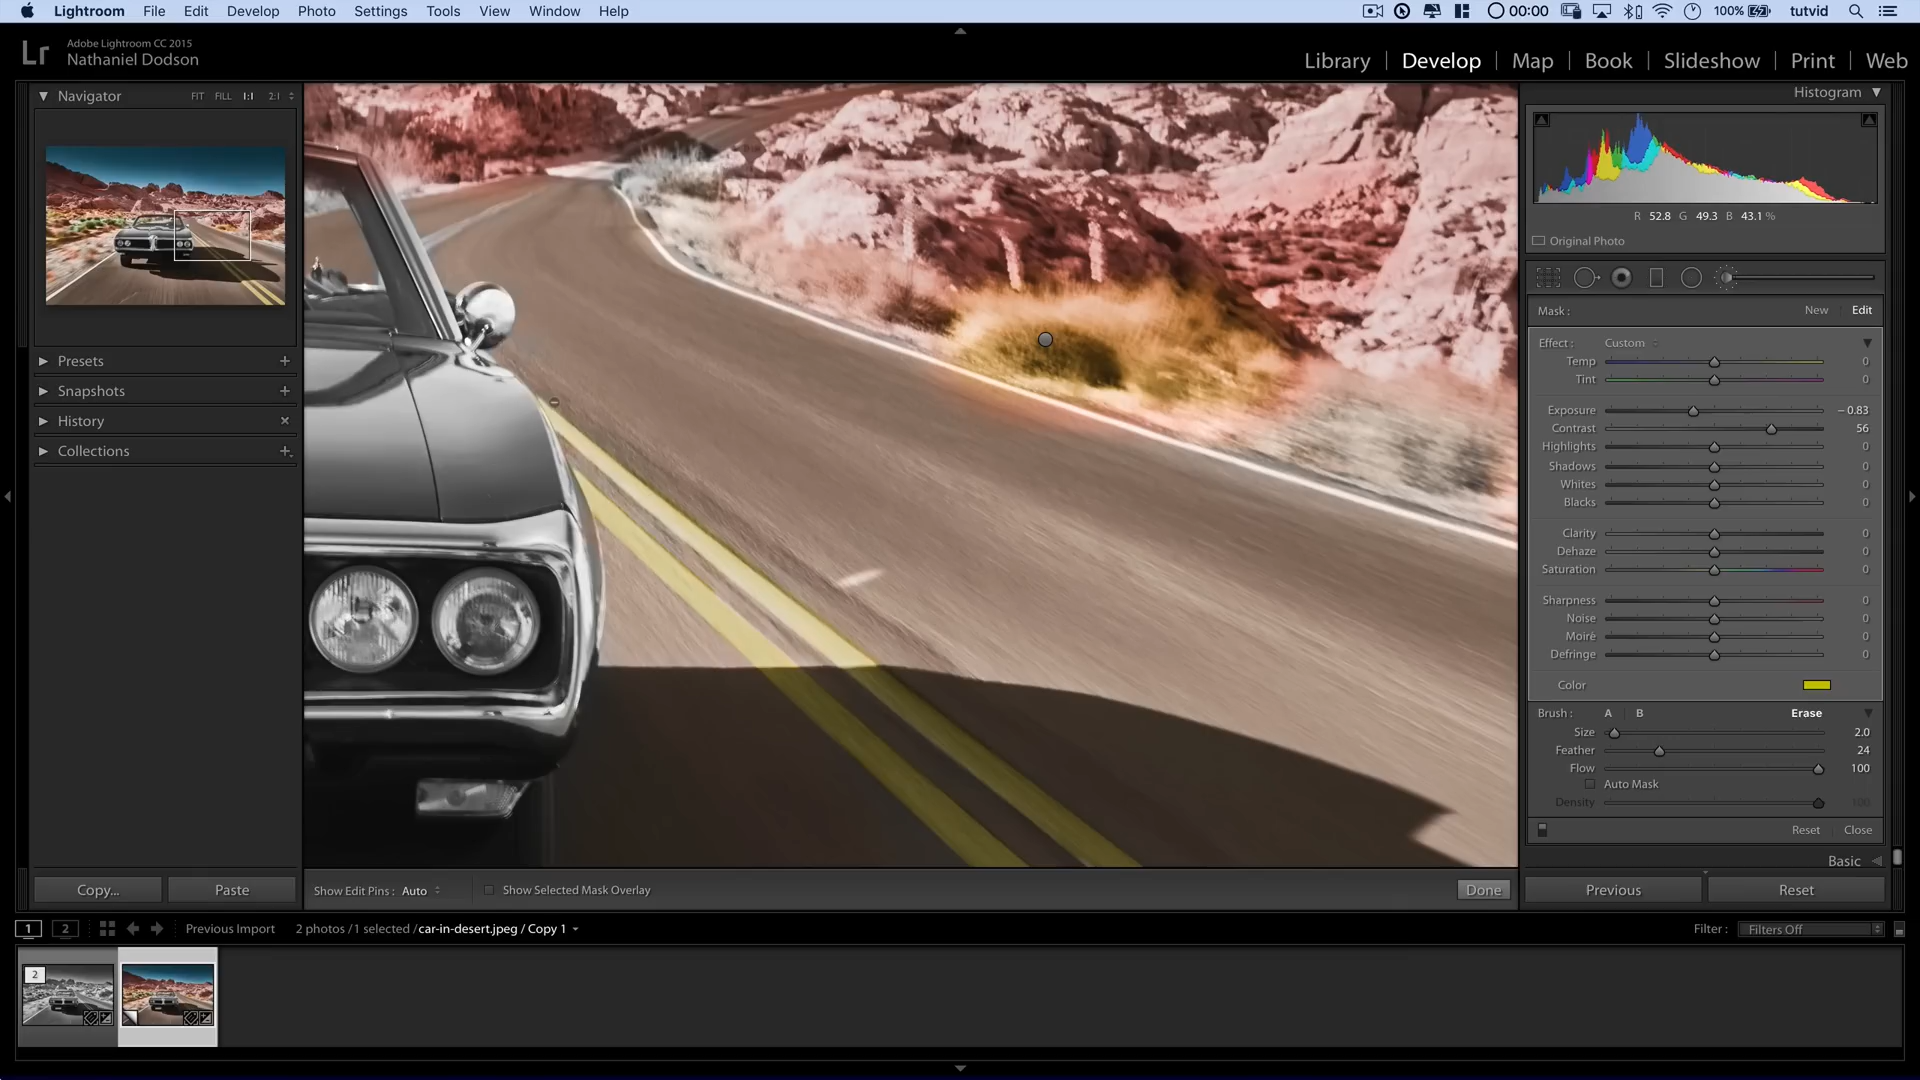 Lightroom File Edit Develop Photo Settings Tools View Window Help 00:00 100% tutvid
Lr Adobe Lightroom CC 2015
Nathaniel Dodson
Library | Develop | Map | Book | Slideshow | Print | Web
Navigator FIT FILL 1:1 2:1
Presets
Snapshots
History
Collections
Copy... Paste
Histogram
R 52.8 G 49.3 B 43.1 %
Original Photo
Mask : New Edit
Effect : Custom
Temp 0
Tint 0
Exposure – 0.83
Contrast 56
Highlights 0
Shadows 0
Whites 0
Blacks 0
Clarity 0
Dehaze 0
Saturation 0
Sharpness 0
Noise 0
Moiré 0
Defringe 0
Color
Brush : A B Erase
Size 2.0
Feather 24
Flow 100
Auto Mask
Density 100
Reset Close
Basic
Show Edit Pins : Auto Show Selected Mask Overlay Done
Previous Reset
1 2 Previous Import 2 photos / 1 selected / car-in-desert.jpeg / Copy 1 Filter : Filters Off
2